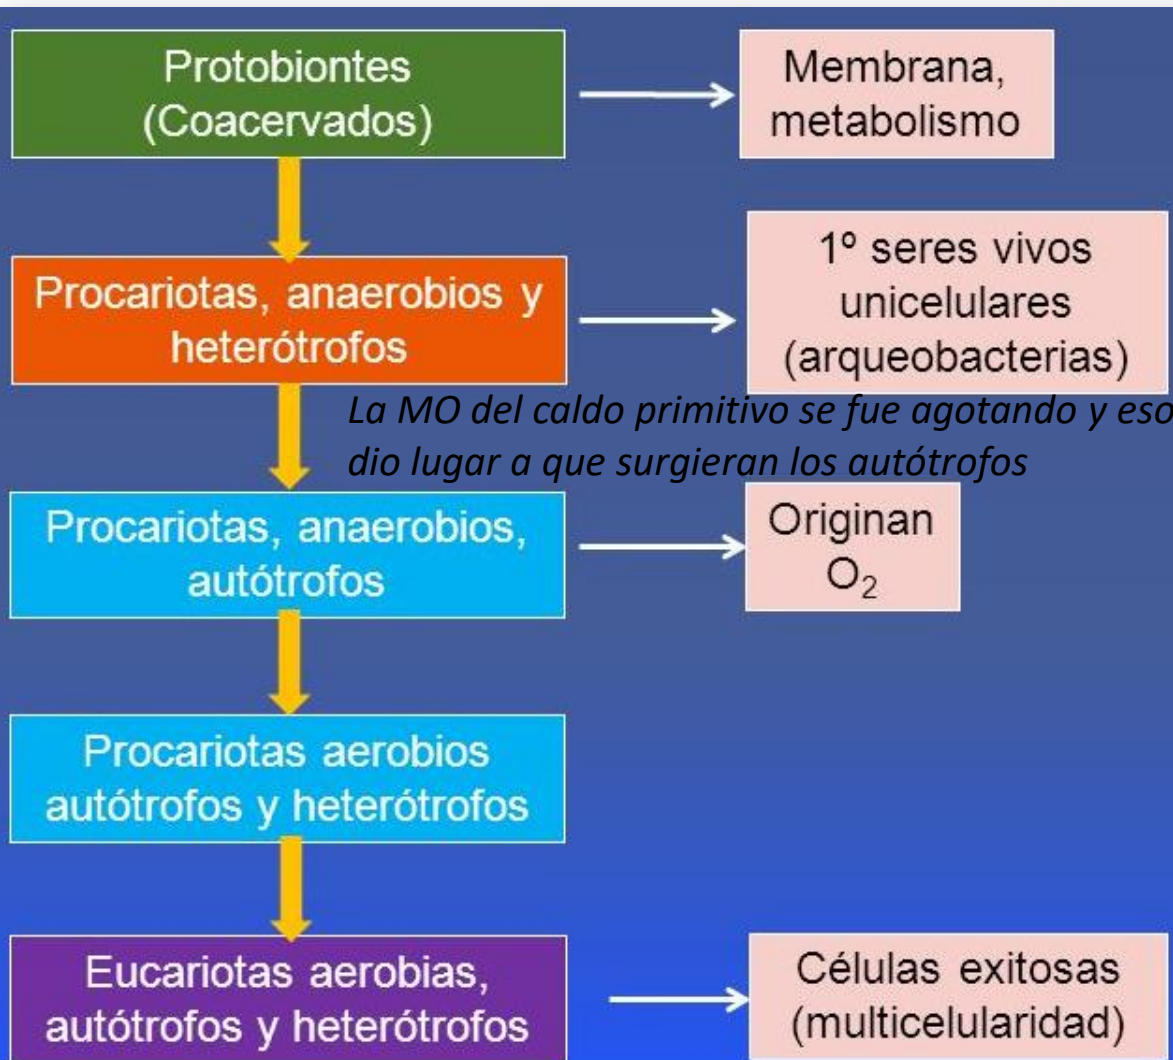 Protobiontes
(Coacervados)
Membrana,
metabolismo
Procariotas, anaerobios y
heterótrofos
1º seres vivos
unicelulares
(arqueobacterias)
La MO del caldo primitivo se fue agotando y eso
dio lugar a que surgieran los autótrofos
Procariotas, anaerobios,
autótrofos
Originan
O₂
Procariotas aerobios
autótrofos y heterótrofos
Eucariotas aerobias,
autótrofos y heterótrofos
Células exitosas
(multicelularidad)